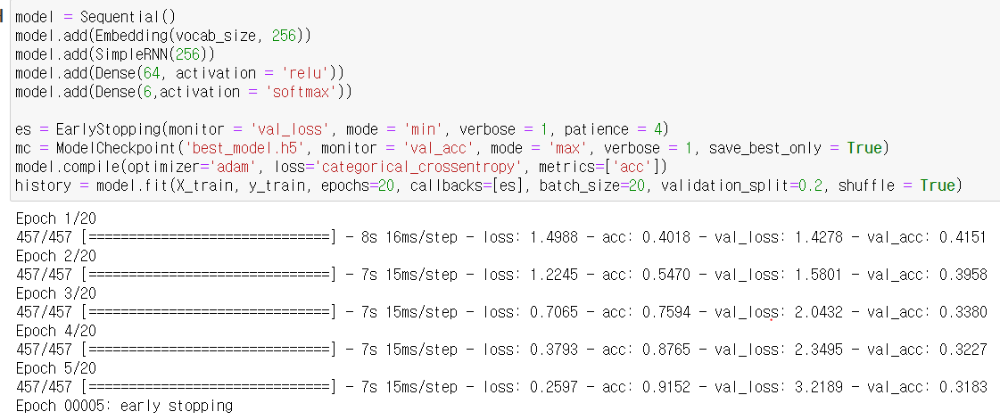 model = Sequential()
model.add(Embedding(vocab_size, 256))
model.add(SimpleRNN(256))
model.add(Dense(64, activation = 'relu'))
model.add(Dense(6,activation = 'softmax'))
es = EarlyStopping(monitor = 'val_loss', mode = 'min', verbose = 1, patience = 4)
mc = ModelCheckpoint('best_model.h5', monitor = 'val_acc', mode = 'max', verbose = 1, save_best_only = True)
model.compile(optimizer='adam', loss='categorical_crossentropy', metrics=['acc'])
history = model.fit(X_train, y_train, epochs=20, callbacks=[es], batch_size=20, validation_split=0.2, shuffle = True)
Epoch 1/20
457/457 [==============================] - 8s 16ms/step - loss: 1.4988 - acc: 0.4018 - val_loss: 1.4278 - val_acc: 0.4151
Epoch 2/20
457/457 [==============================] - 7s 15ms/step - loss: 1.2245 - acc: 0.5470 - val_loss: 1.5801 - val_acc: 0.3958
Epoch 3/20
457/457 [==============================] - 7s 15ms/step - loss: 0.7065 - acc: 0.7594 - val_loss: 2.0432 - val_acc: 0.3380
Epoch 4/20
457/457 [==============================] - 7s 15ms/step - loss: 0.3793 - acc: 0.8765 - val_loss: 2.3495 - val_acc: 0.3227
Epoch 5/20
457/457 [==============================] - 7s 15ms/step - loss: 0.2597 - acc: 0.9152 - val_loss: 3.2189 - val_acc: 0.3183
Epoch 00005: early stopping